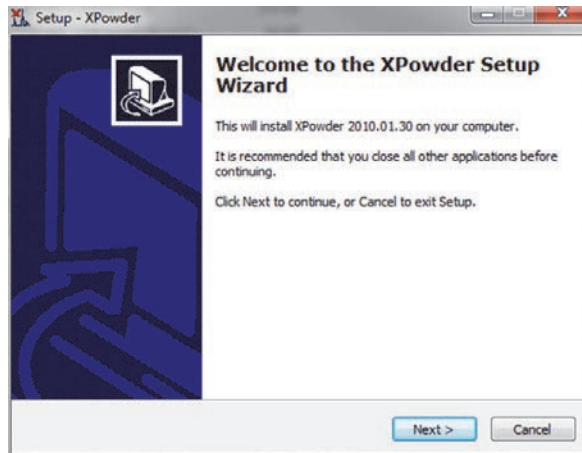 Setup - XPowder
Welcome to the XPowder Setup
Wizard
This will install XPowder 2010.01.30 on your computer.
It is recommended that you close all other applications before
continuing.
Click Next to continue, or Cancel to exit Setup.
Next >
Cancel